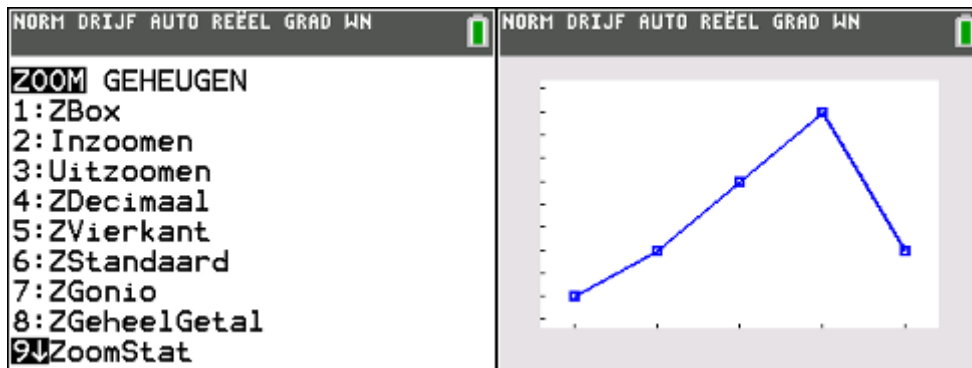 NORM DRIJF AUTO REËEL GRAD WN
ZOOM GEHEUGEN
1:ZBox
2:Inzoomen
3:Uitzoomen
4:ZDecimaal
5:ZVierkant
6:ZStandaard
7:ZGonio
8:ZGeheelGetal
9↓ZoomStat
NORM DRIJF AUTO REËEL GRAD WN